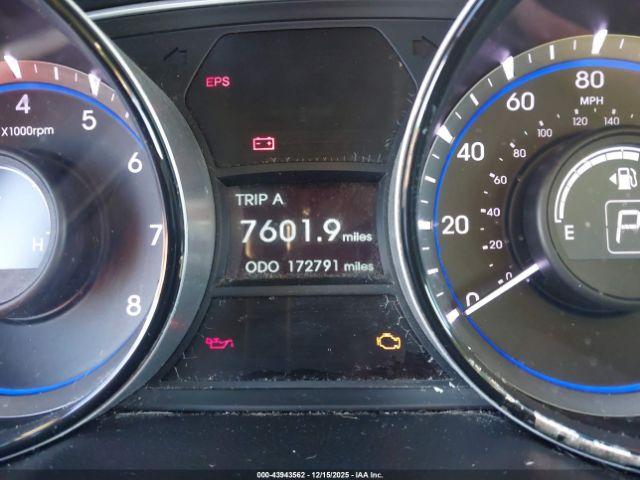 EPS
TRIP A
7601.9 miles
ODO 172791 miles
4
5
6
7
8
X1000rpm
H
0
20
40
60
80
MPH
0
20
40
60
80
100
120
140
E
P
000-43943562 - 12/15/2025 - IAA Inc.